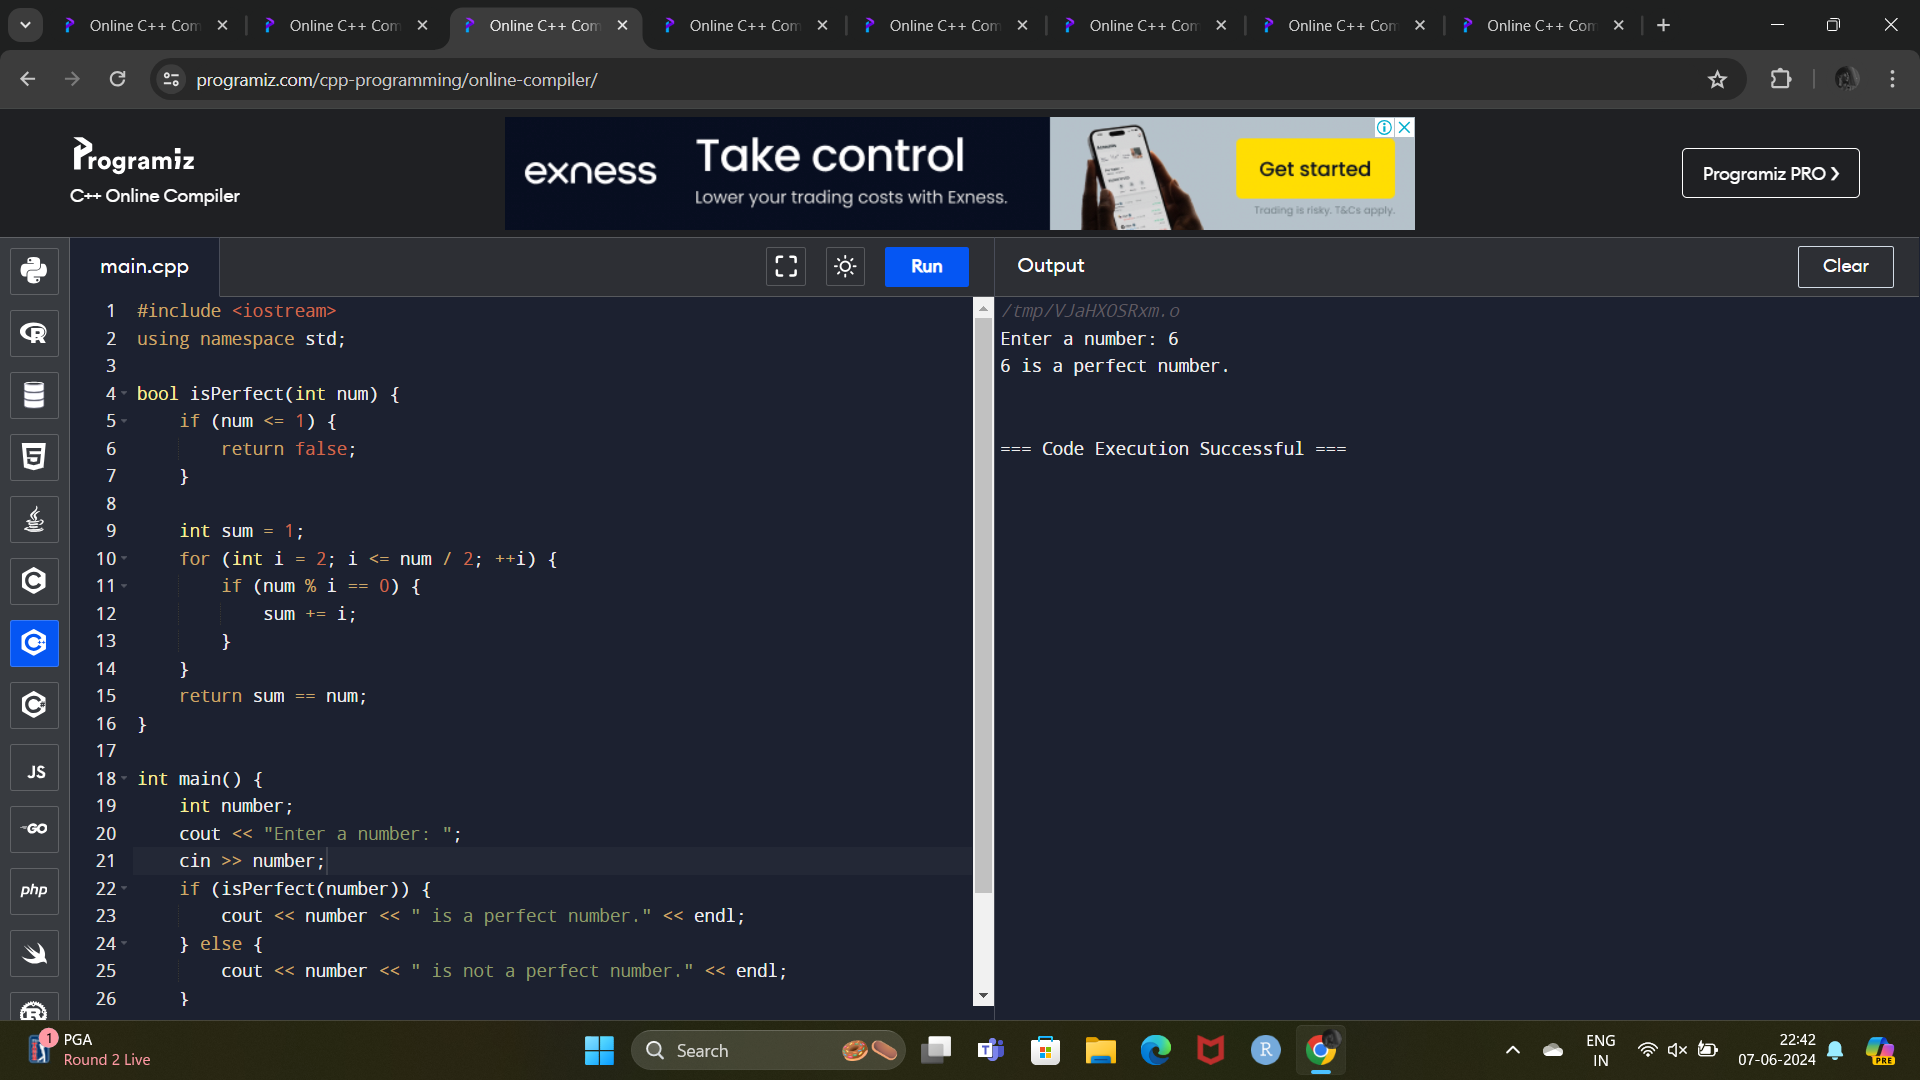 Online C++ Com
Online C++ Com
Online C++ Com
Online C++ Com
Online C++ Com
Online C++ Com
Online C++ Com
Online C++ Com
programiz.com/cpp-programming/online-compiler/
Programiz
C++ Online Compiler
exness
Take control
Lower your trading costs with Exness.
Get started
Trading is risky. T&Cs apply.
Programiz PRO
main.cpp
Run
Output
Clear
1 #include <iostream>
2 using namespace std;
3
4 bool isPerfect(int num) {
5 if (num <= 1) {
6 return false;
7 }
8
9 int sum = 1;
10 for (int i = 2; i <= num / 2; ++i) {
11 if (num % i == 0) {
12 sum += i;
13 }
14 }
15 return sum == num;
16 }
17
18 int main() {
19 int number;
20 cout << "Enter a number: ";
21 cin >> number;
22 if (isPerfect(number)) {
23 cout << number << " is a perfect number." << endl;
24 } else {
25 cout << number << " is not a perfect number." << endl;
26 }
/tmp/VJaHXOSRxm.o
Enter a number: 6
6 is a perfect number.
=== Code Execution Successful ===
R
5
C
C
C
JS
GO
php
R
1
PGA
Round 2 Live
Search
T
R
ENG
IN
22:42
07-06-2024
PRE